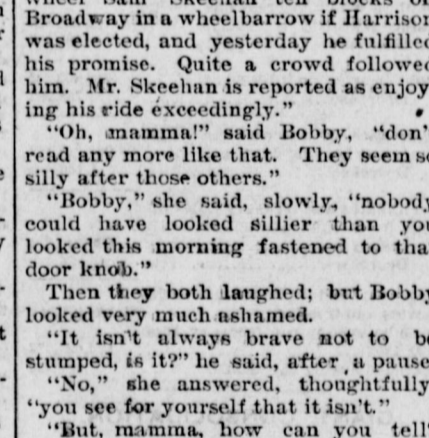 Broadway in a wheelbarrow if Harrison
was elected, and yesterday he fulfilled
his promise. Quite a crowd followed
him. Mr. Skeehan is reported as enjoy
ing his ride exceedingly."
"Oh, mamma!" said Bobby, "don'
read any more like that. They seem so
silly after those others."
"Bobby," she said, slowly, "nobody
could have looked sillier than you
looked this morning fastened to tha
door knob."
Then they both laughed; but Bobby
looked very much ashamed.
"It isn't always brave not to be
stumped, is it?" he said, after a pause
"No," she answered, thoughtfully
"you see for yourself that it isn't."
"But, mamma, how can you tell